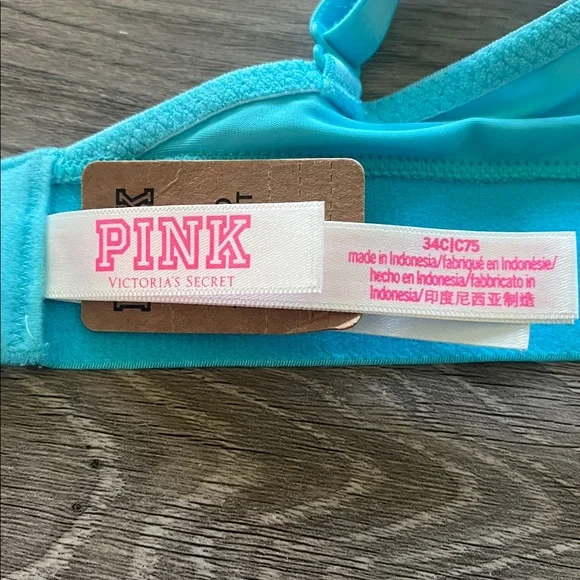 PINK
VICTORIA'S SECRET
34C|C75
made in Indonesia/fabriqué en Indonésie/
hecho en Indonesia/fabbricato in
Indonesia/印度尼西亚制造